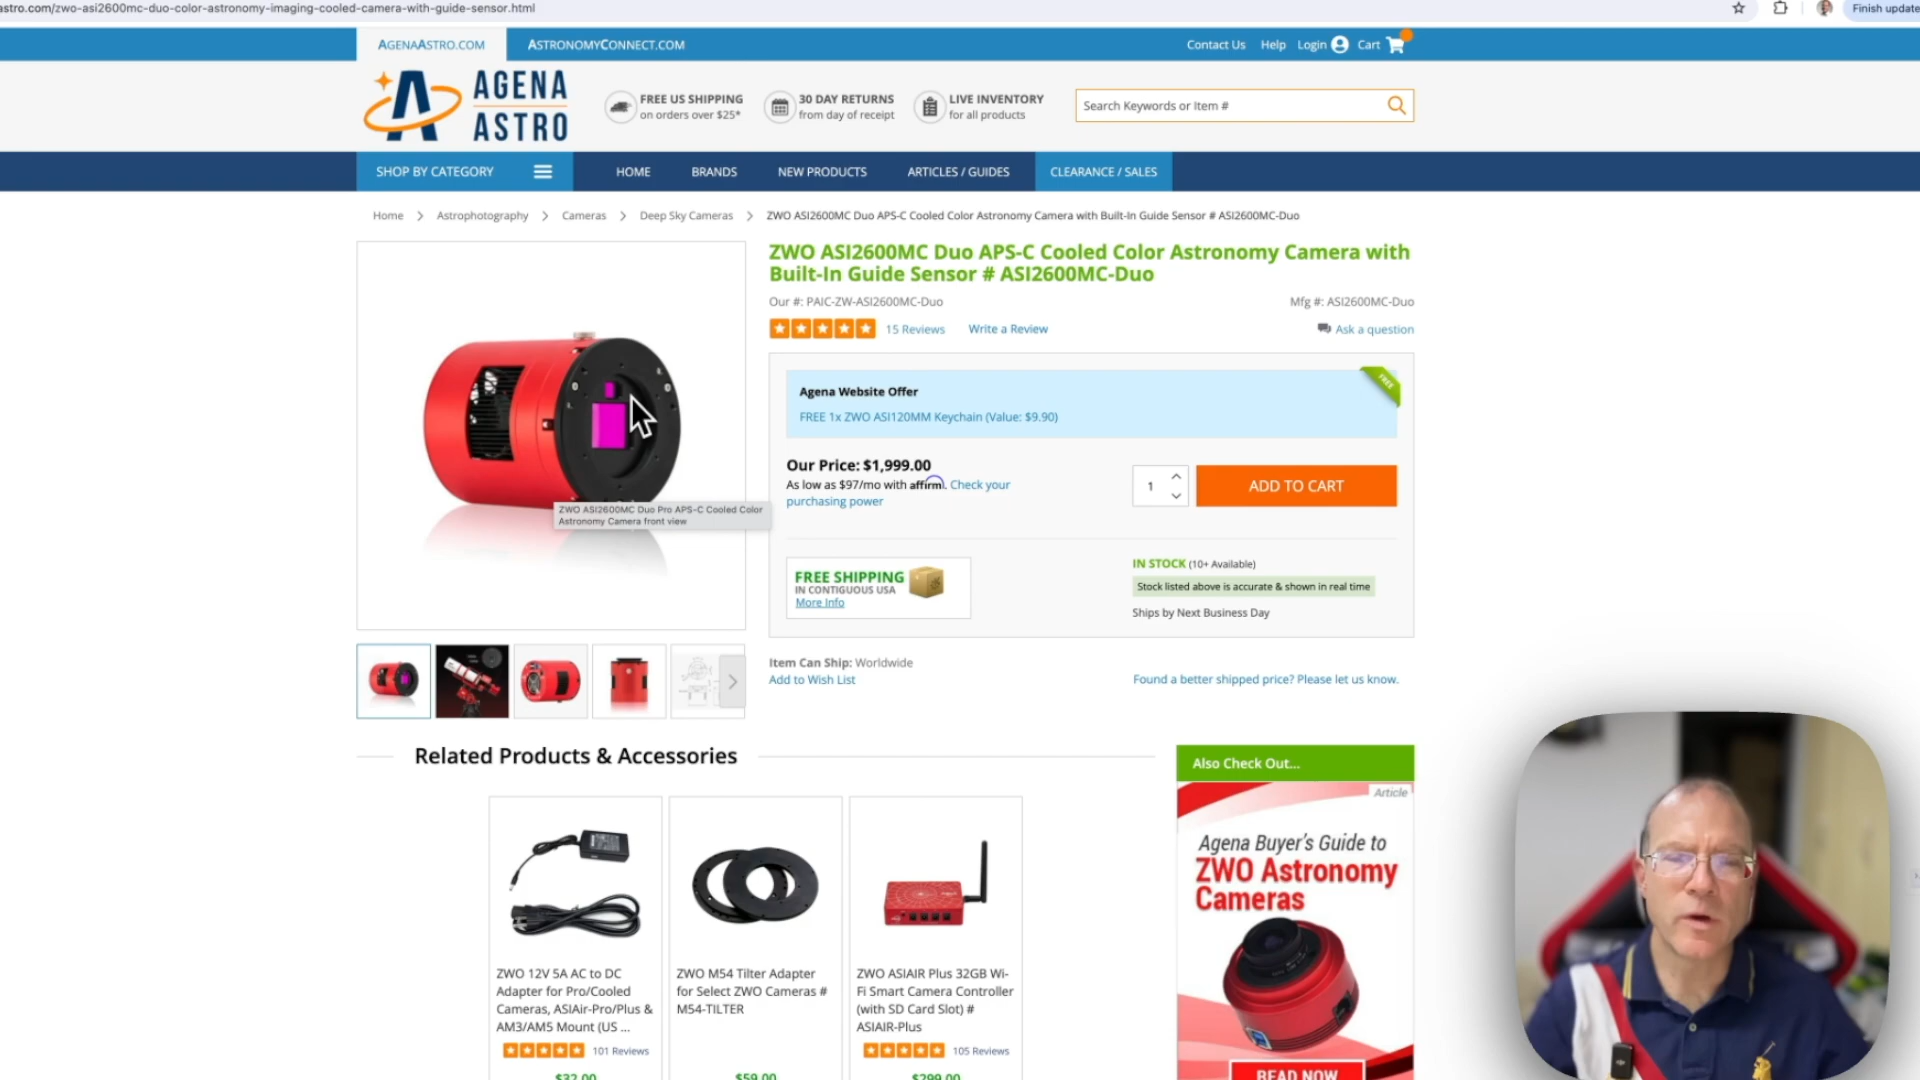 astro.com/zwo-asi2600mc-duo-color-astronomy-imaging-cooled-camera-with-guide-sensor.html
Finish update
AGENAASTRO.COM
ASTRONOMYCONNECT.COM
Contact Us
Help
Login
Cart
AGENA
ASTRO
FREE US SHIPPING
on orders over $25*
30 DAY RETURNS
from day of receipt
LIVE INVENTORY
for all products
Search Keywords or Item #
SHOP BY CATEGORY
HOME
BRANDS
NEW PRODUCTS
ARTICLES / GUIDES
CLEARANCE / SALES
Home > Astrophotography > Cameras > Deep Sky Cameras > ZWO ASI2600MC Duo APS-C Cooled Color Astronomy Camera with Built-In Guide Sensor # ASI2600MC-Duo
ZWO ASI2600MC Duo APS-C Cooled Color Astronomy Camera with
Built-In Guide Sensor # ASI2600MC-Duo
Our #: PAIC-ZW-ASI2600MC-Duo
Mfg #: ASI2600MC-Duo
15 Reviews
Write a Review
Ask a question
Agena Website Offer
FREE
FREE 1x ZWO ASI120MM Keychain (Value: $9.90)
Our Price: $1,999.00
As low as $97/mo with affirm. Check your
purchasing power
1
ADD TO CART
ZWO ASI2600MC Duo Pro APS-C Cooled Color
Astronomy Camera front view
FREE SHIPPING
IN CONTIGUOUS USA
More Info
IN STOCK (10+ Available)
Stock listed above is accurate & shown in real time
Ships by Next Business Day
Item Can Ship: Worldwide
Add to Wish List
Found a better shipped price? Please let us know.
Related Products & Accessories
ZWO 12V 5A AC to DC
Adapter for Pro/Cooled
Cameras, ASIAir-Pro/Plus &
AM3/AM5 Mount (US ...
101 Reviews
$32.00
ZWO M54 Tilter Adapter
for Select ZWO Cameras #
M54-TILTER
$59.00
ZWO ASIAIR Plus 32GB Wi-
Fi Smart Camera Controller
(with SD Card Slot) #
ASIAIR-Plus
105 Reviews
$299.00
Also Check Out...
Article
Agena Buyer's Guide to
ZWO Astronomy
Cameras
READ NOW